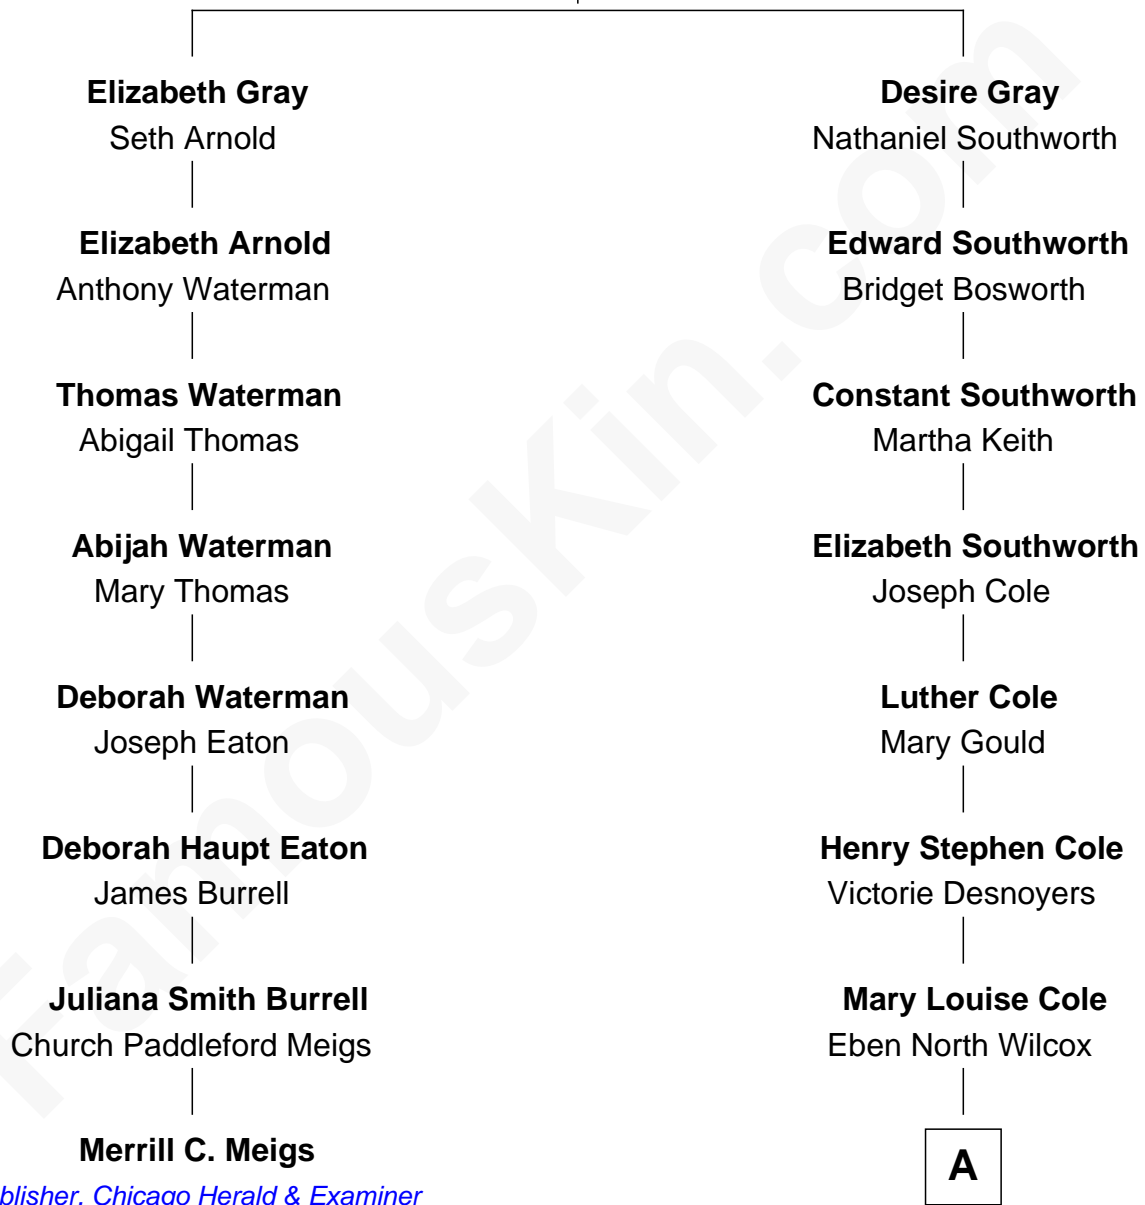 Elizabeth Gray
Seth Arnold
Elizabeth Arnold
Anthony Waterman
Thomas Waterman
Abigail Thomas
Abijah Waterman
Mary Thomas
Deborah Waterman
Joseph Eaton
Deborah Haupt Eaton
James Burrell
Juliana Smith Burrell
Church Paddleford Meigs
Merrill C. Meigs
blisher, Chicago Herald & Examiner
Desire Gray
Nathaniel Southworth
Edward Southworth
Bridget Bosworth
Constant Southworth
Martha Keith
Elizabeth Southworth
Joseph Cole
Luther Cole
Mary Gould
Henry Stephen Cole
Victorie Desnoyers
Mary Louise Cole
Eben North Wilcox
A
FamousKin.com